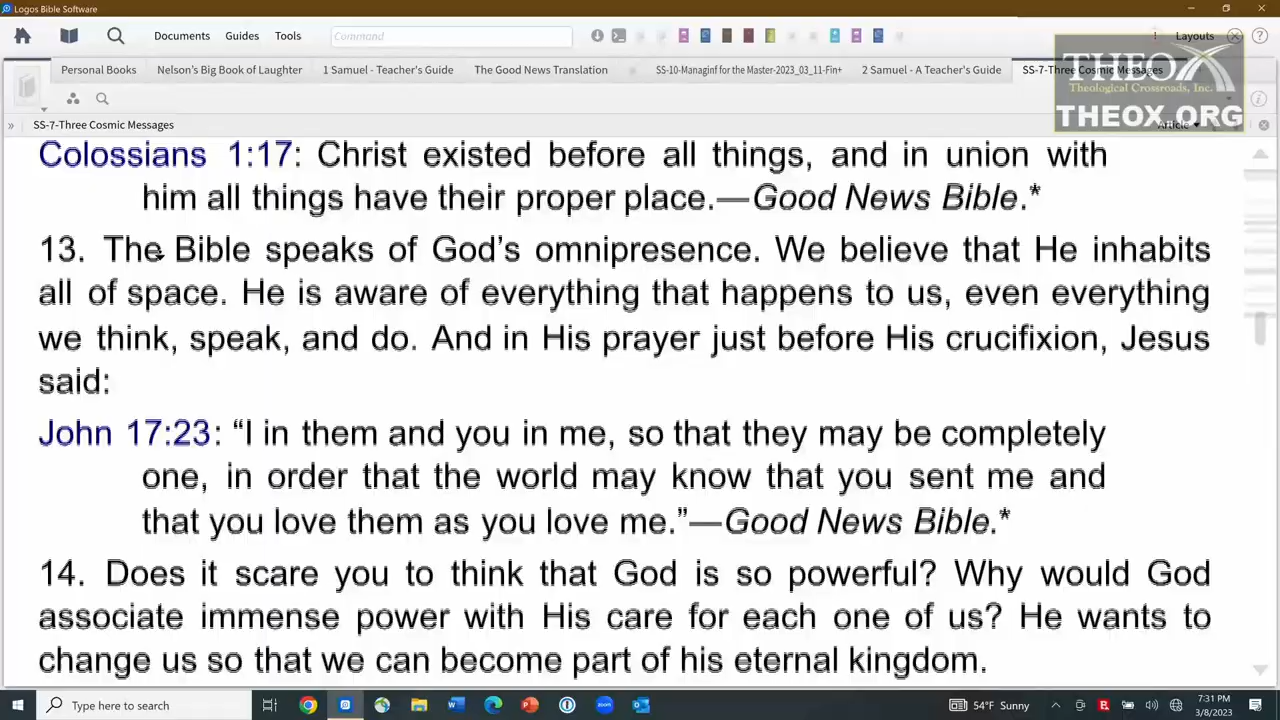 Logos Bible Software
Documents Guides Tools Command Layouts
Personal Books Nelson's Big Book of Laughter 1 Samuel The Good News Translation SS-10-Managinf for the Master-2023_03_11-Fin+ 2 Samuel - A Teacher's Guide SS-7-Three Cosmic Messages
THEOX
Theological Crossroads, Inc.
THEOX.ORG
SS-7-Three Cosmic Messages Article
Colossians 1:17: Christ existed before all things, and in union with
him all things have their proper place.—Good News Bible.*
13. The Bible speaks of God's omnipresence. We believe that He inhabits
all of space. He is aware of everything that happens to us, even everything
we think, speak, and do. And in His prayer just before His crucifixion, Jesus
said:
John 17:23: “I in them and you in me, so that they may be completely
one, in order that the world may know that you sent me and
that you love them as you love me.”—Good News Bible.*
14. Does it scare you to think that God is so powerful? Why would God
associate immense power with His care for each one of us? He wants to
change us so that we can become part of his eternal kingdom.
Type here to search 54°F Sunny 7:31 PM
3/8/2023